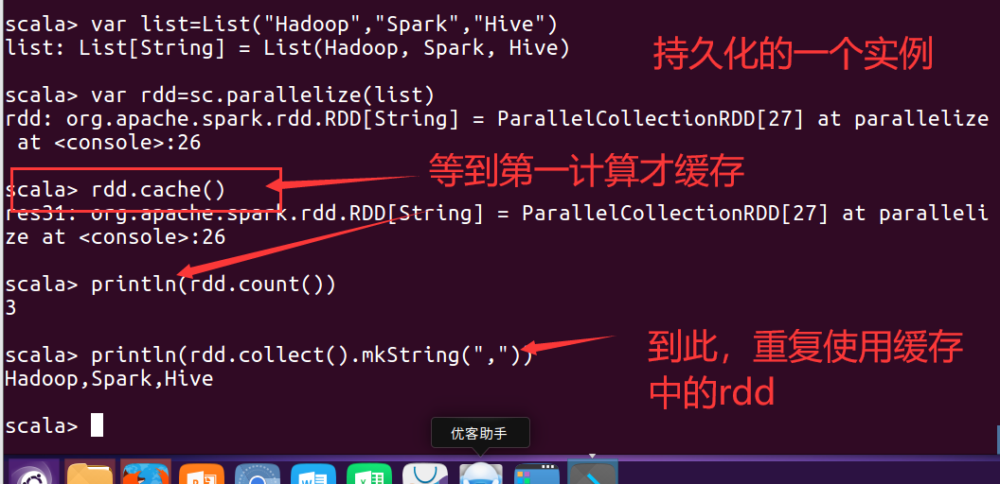 scala> var list=List("Hadoop","Spark","Hive")
list: List[String] = List(Hadoop, Spark, Hive)
持久化的一个实例
scala> var rdd=sc.parallelize(list)
rdd: org.apache.spark.rdd.RDD[String] = ParallelCollectionRDD[27] at parallelize
at <console>:26
等到第一计算才缓存
scala> rdd.cache()
res31: org.apache.spark.rdd.RDD[String] = ParallelCollectionRDD[27] at paralleli
ze at <console>:26
scala> println(rdd.count())
3
scala> println(rdd.collect().mkString(","))
Hadoop,Spark,Hive
到此，重复使用缓存
中的rdd
scala>
优客助手